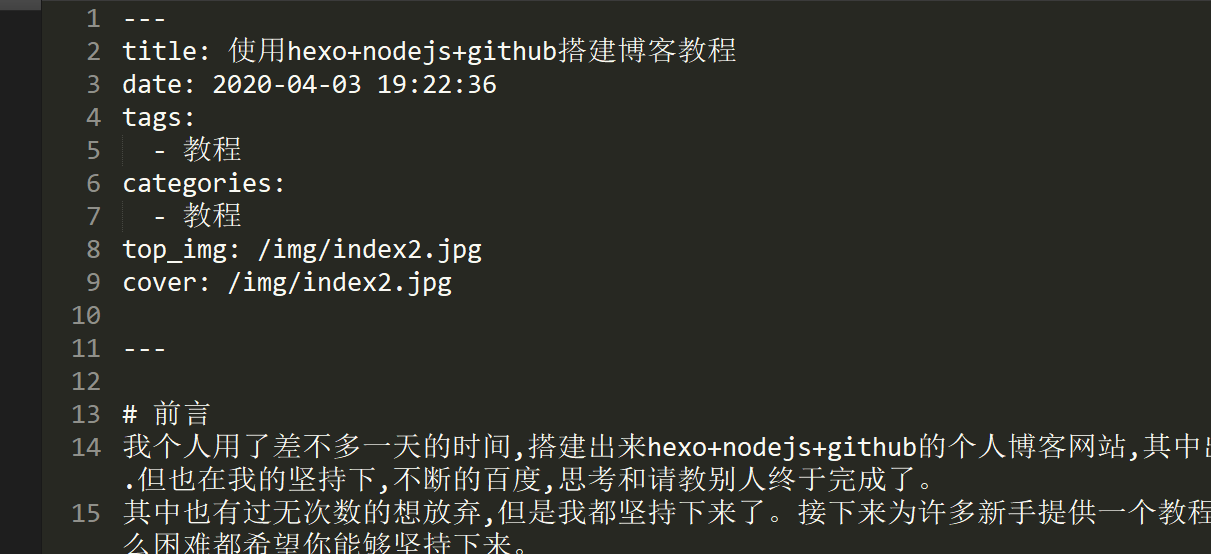 1 ---
2 title: 使用hexo+nodejs+github搭建博客教程
3 date: 2020-04-03 19:22:36
4 tags:
5   - 教程
6 categories:
7   - 教程
8 top_img: /img/index2.jpg
9 cover: /img/index2.jpg
10
11 ---
12
13 # 前言
14 我个人用了差不多一天的时间,搭建出来hexo+nodejs+github的个人博客网站,其中
.但也在我的坚持下,不断的百度,思考和请教别人终于完成了。
15 其中也有过无次数的想放弃,但是我都坚持下来了。接下来为许多新手提供一个教程
么困难都希望你能够坚持下来。